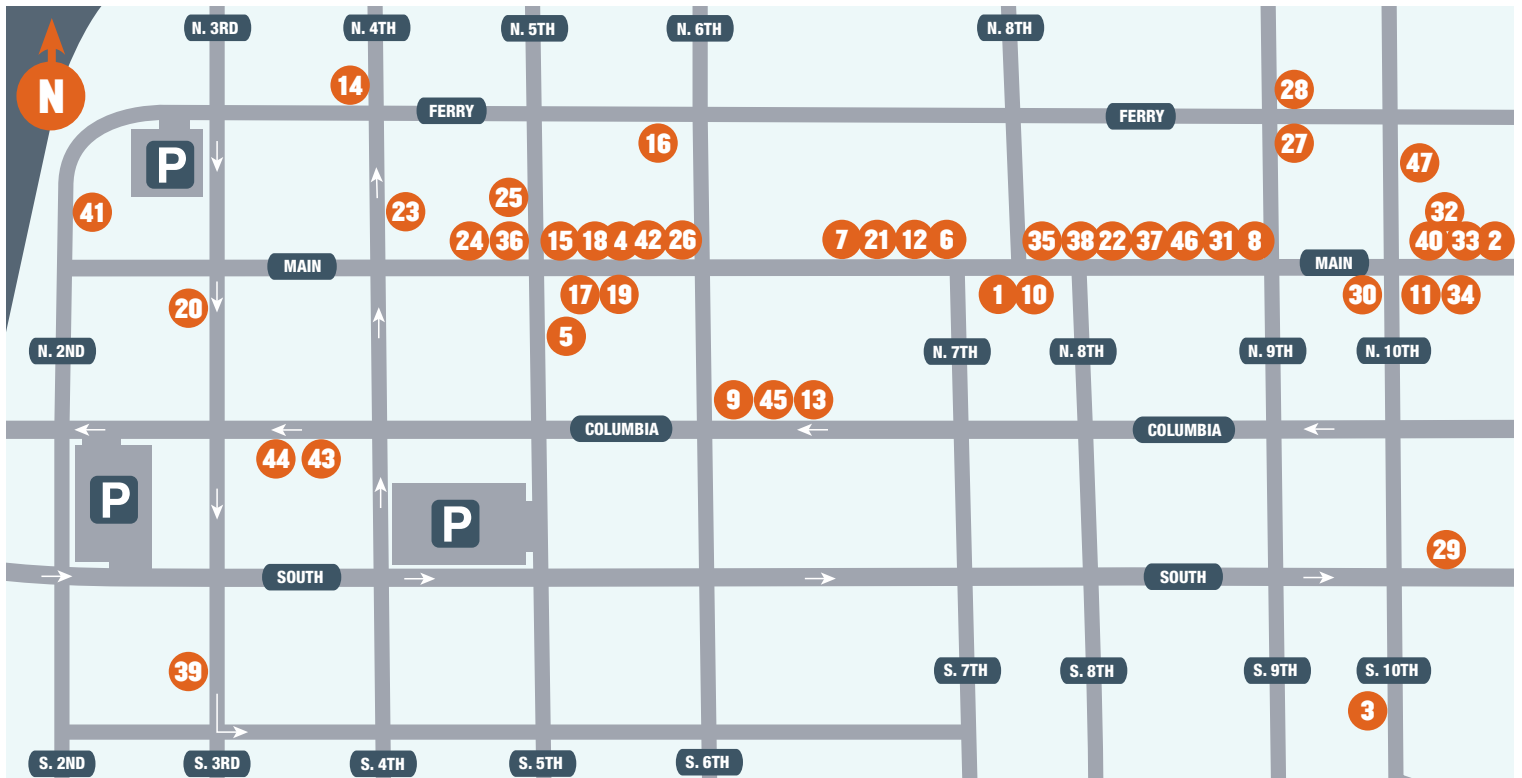 N. 3RD
N. 4TH
N. 5TH
N. 6TH
N. 8TH
N
14
28
FERRY
FERRY
16
27
P
47
25
41
23
32
24
36
15
18
4
42
26
7
21
12
6
35
38
22
37
46
31
8
40
33
2
MAIN
MAIN
20
17
19
1
10
30
11
34
5
N. 2ND
N. 7TH
N. 8TH
N. 9TH
N. 10TH
9
45
13
COLUMBIA
COLUMBIA
44
43
P
P
29
SOUTH
SOUTH
39
S. 7TH
S. 8TH
S. 9TH
S. 10TH
3
S. 2ND
S. 3RD
S. 4TH
S. 5TH
S. 6TH